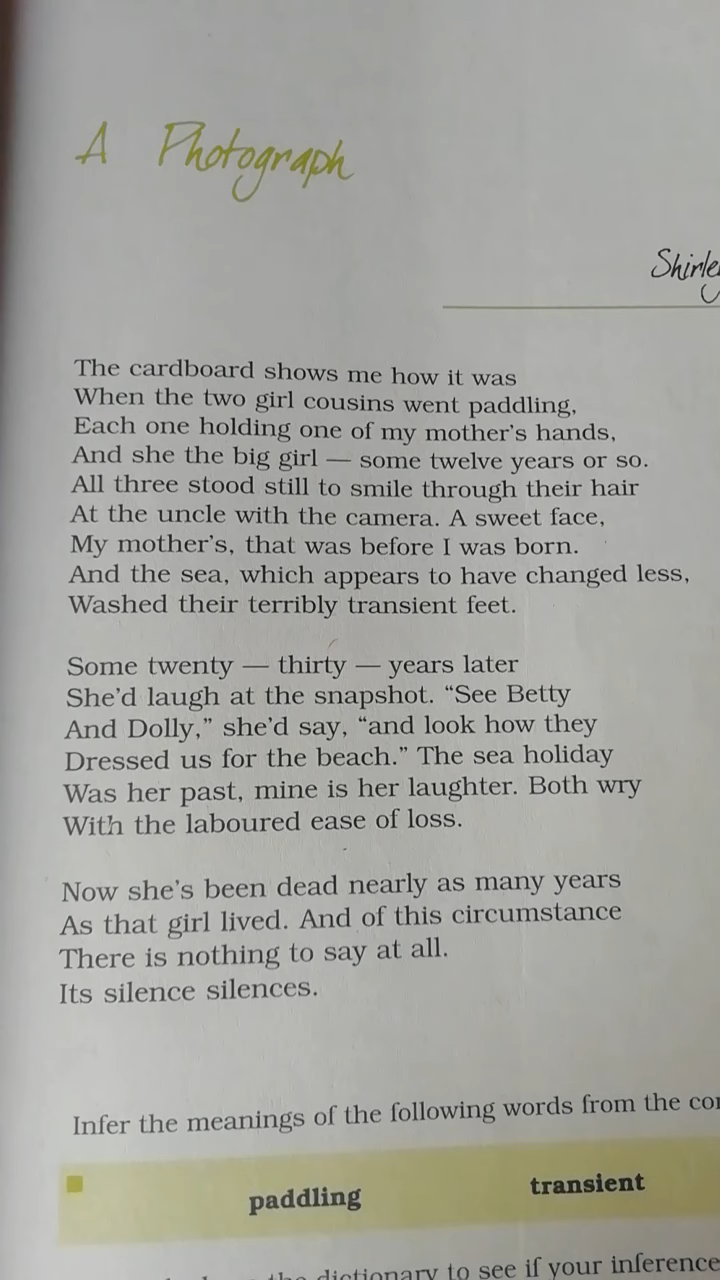 A Photograph
The cardboard shows me how it was
When the two girl cousins went paddling,
Each one holding one of my mother's hands,
And she the big girl — some twelve years or so.
All three stood still to smile through their hair
At the uncle with the camera. A sweet face,
My mother's, that was before I was born.
And the sea, which appears to have changed less,
Washed their terribly transient feet.
Some twenty — thirty — years later
She'd laugh at the snapshot. “See Betty
And Dolly,” she'd say, “and look how they
Dressed us for the beach.” The sea holiday
Was her past, mine is her laughter. Both wry
With the laboured ease of loss.
Now she's been dead nearly as many years
As that girl lived. And of this circumstance
There is nothing to say at all.
Its silence silences.
Infer the meanings of the following words from the
paddling transient
dictionary to see if your inference